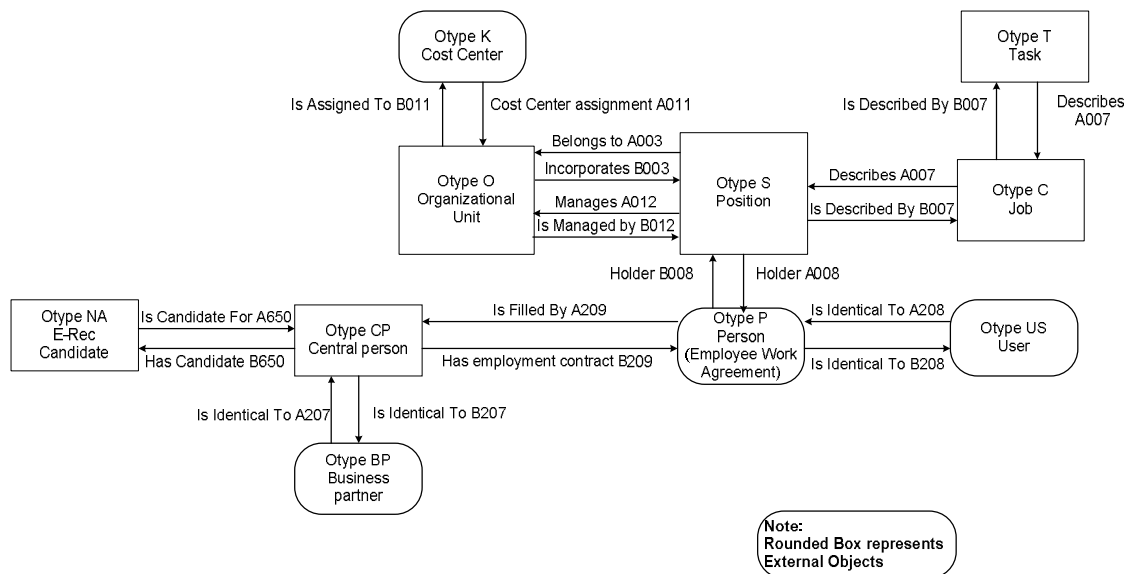 Otype K
Cost Center
Otype T
Task
Is Assigned To B011
Cost Center assignment A011
Is Described By B007
Describes
A007
Otype O
Organizational
Unit
Belongs to A003
Incorporates B003
Manages A012
Is Managed by B012
Otype S
Position
Describes A007
Is Described By B007
Otype C
Job
Holder B008
Holder A008
Otype NA
E-Rec
Candidate
Is Candidate For A650
Has Candidate B650
Otype CP
Central person
Is Filled By A209
Has employment contract B209
Otype P
Person
(Employee Work
Agreement)
Is Identical To A208
Is Identical To B208
Otype US
User
Is Identical To A207
Is Identical To B207
Otype BP
Business
partner
Note:
Rounded Box represents
External Objects